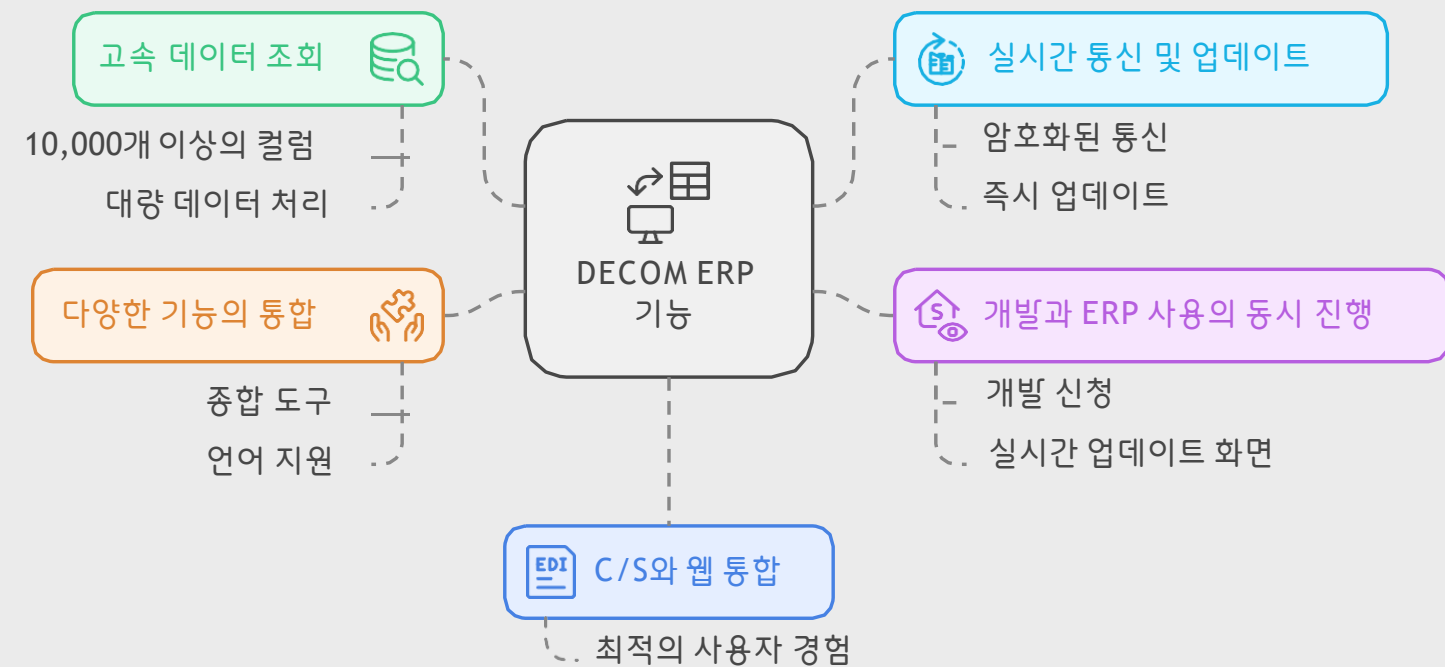 고속 데이터 조회
10,000개 이상의 컬럼
대량 데이터 처리
다양한 기능의 통합
종합 도구
언어 지원
DECOM ERP
기능
실시간 통신 및 업데이트
암호화된 통신
즉시 업데이트
S
개발과 ERP 사용의 동시 진행
개발 신청
실시간 업데이트 화면
EDI
C/S와 웹 통합
최적의 사용자 경험